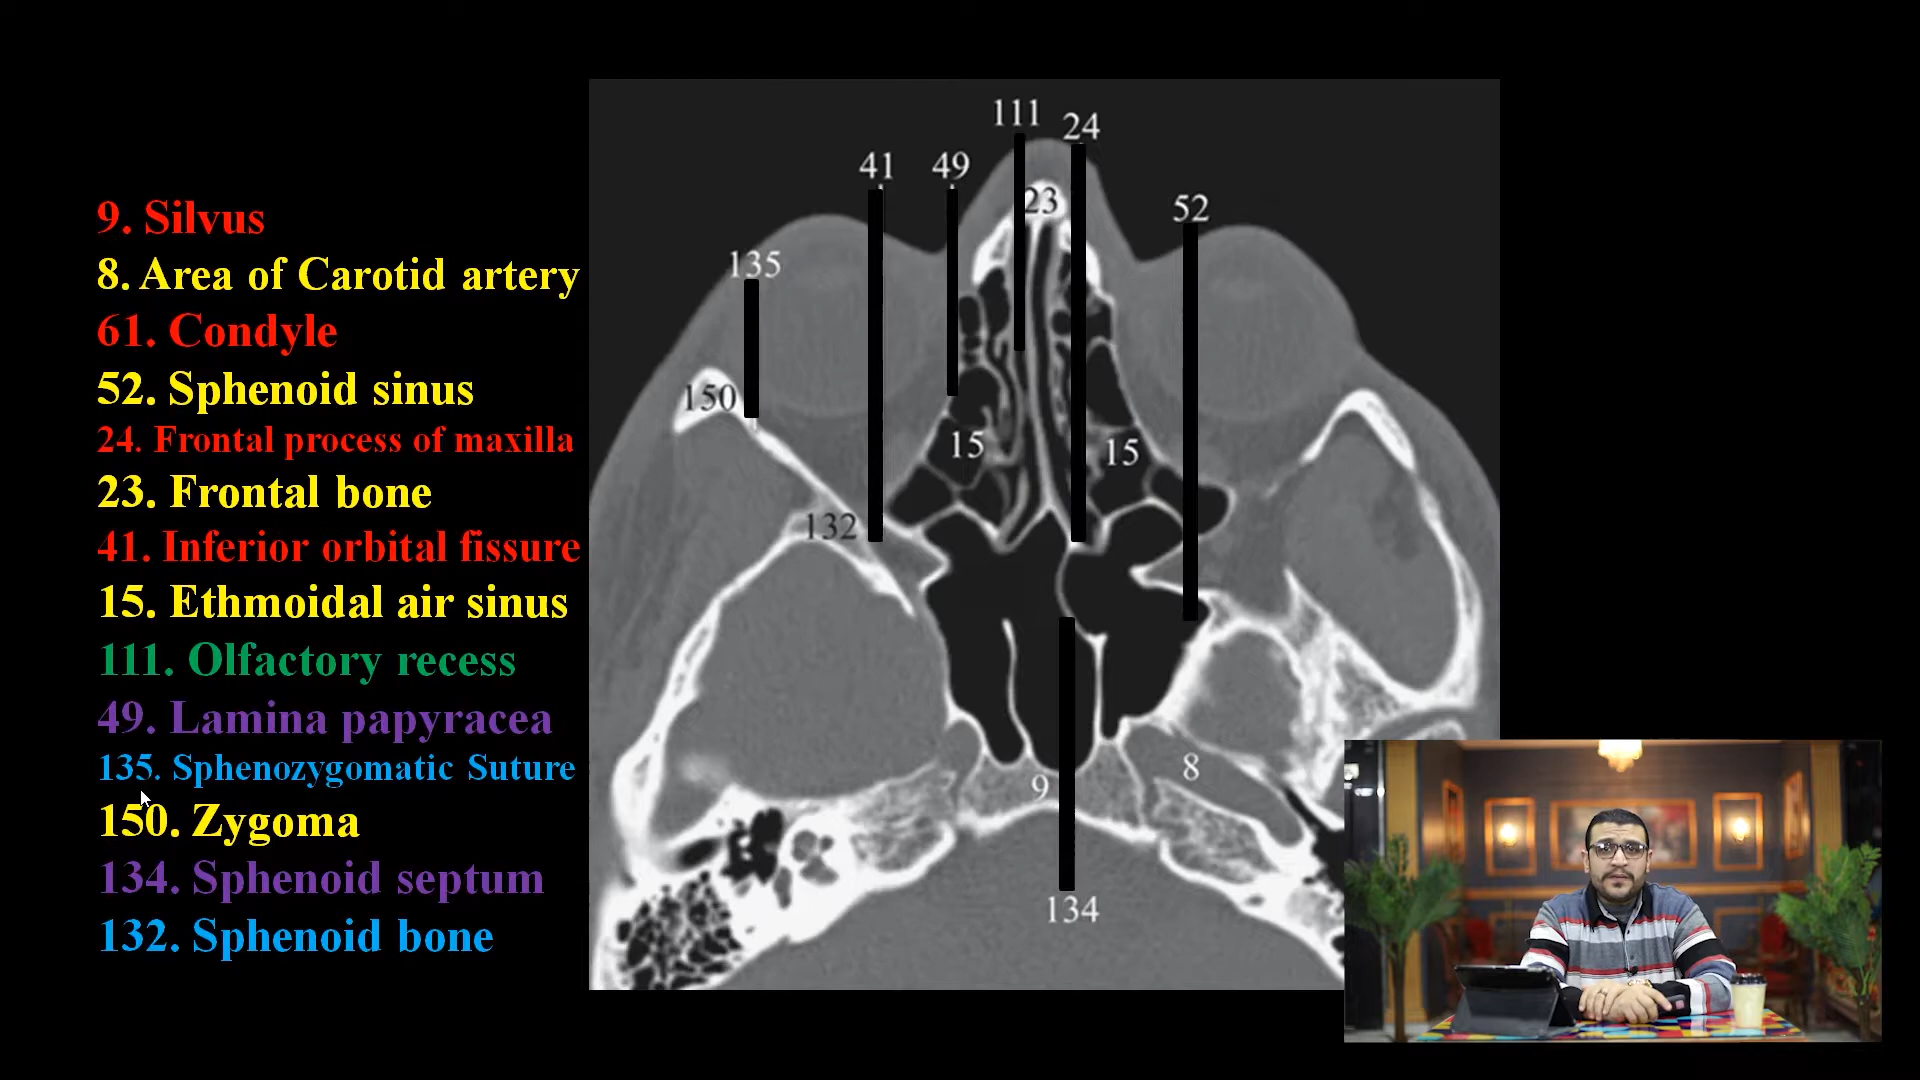 9. Silvus
8. Area of Carotid artery
61. Condyle
52. Sphenoid sinus
24. Frontal process of maxilla
23. Frontal bone
41. Inferior orbital fissure
15. Ethmoidal air sinus
111. Olfactory recess
49. Lamina papyracea
135. Sphenozygomatic Suture
150. Zygoma
134. Sphenoid septum
132. Sphenoid bone
111
24
41
49
23
52
135
150
15
15
132
8
9
134